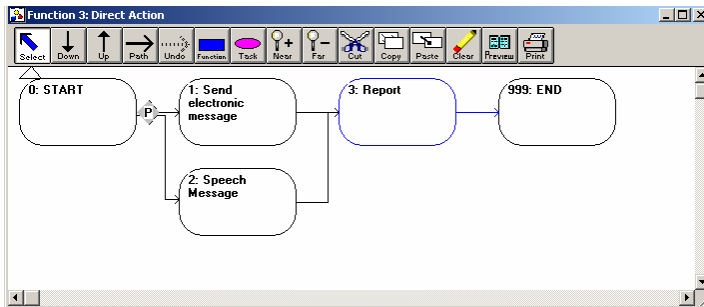 Function 3: Direct Action
Select Down Up Path Undo Function Task Near Far Cut Copy Paste Clear Preview Print
0: START
P
1: Send
electronic
message
3: Report
999: END
2: Speech
Message